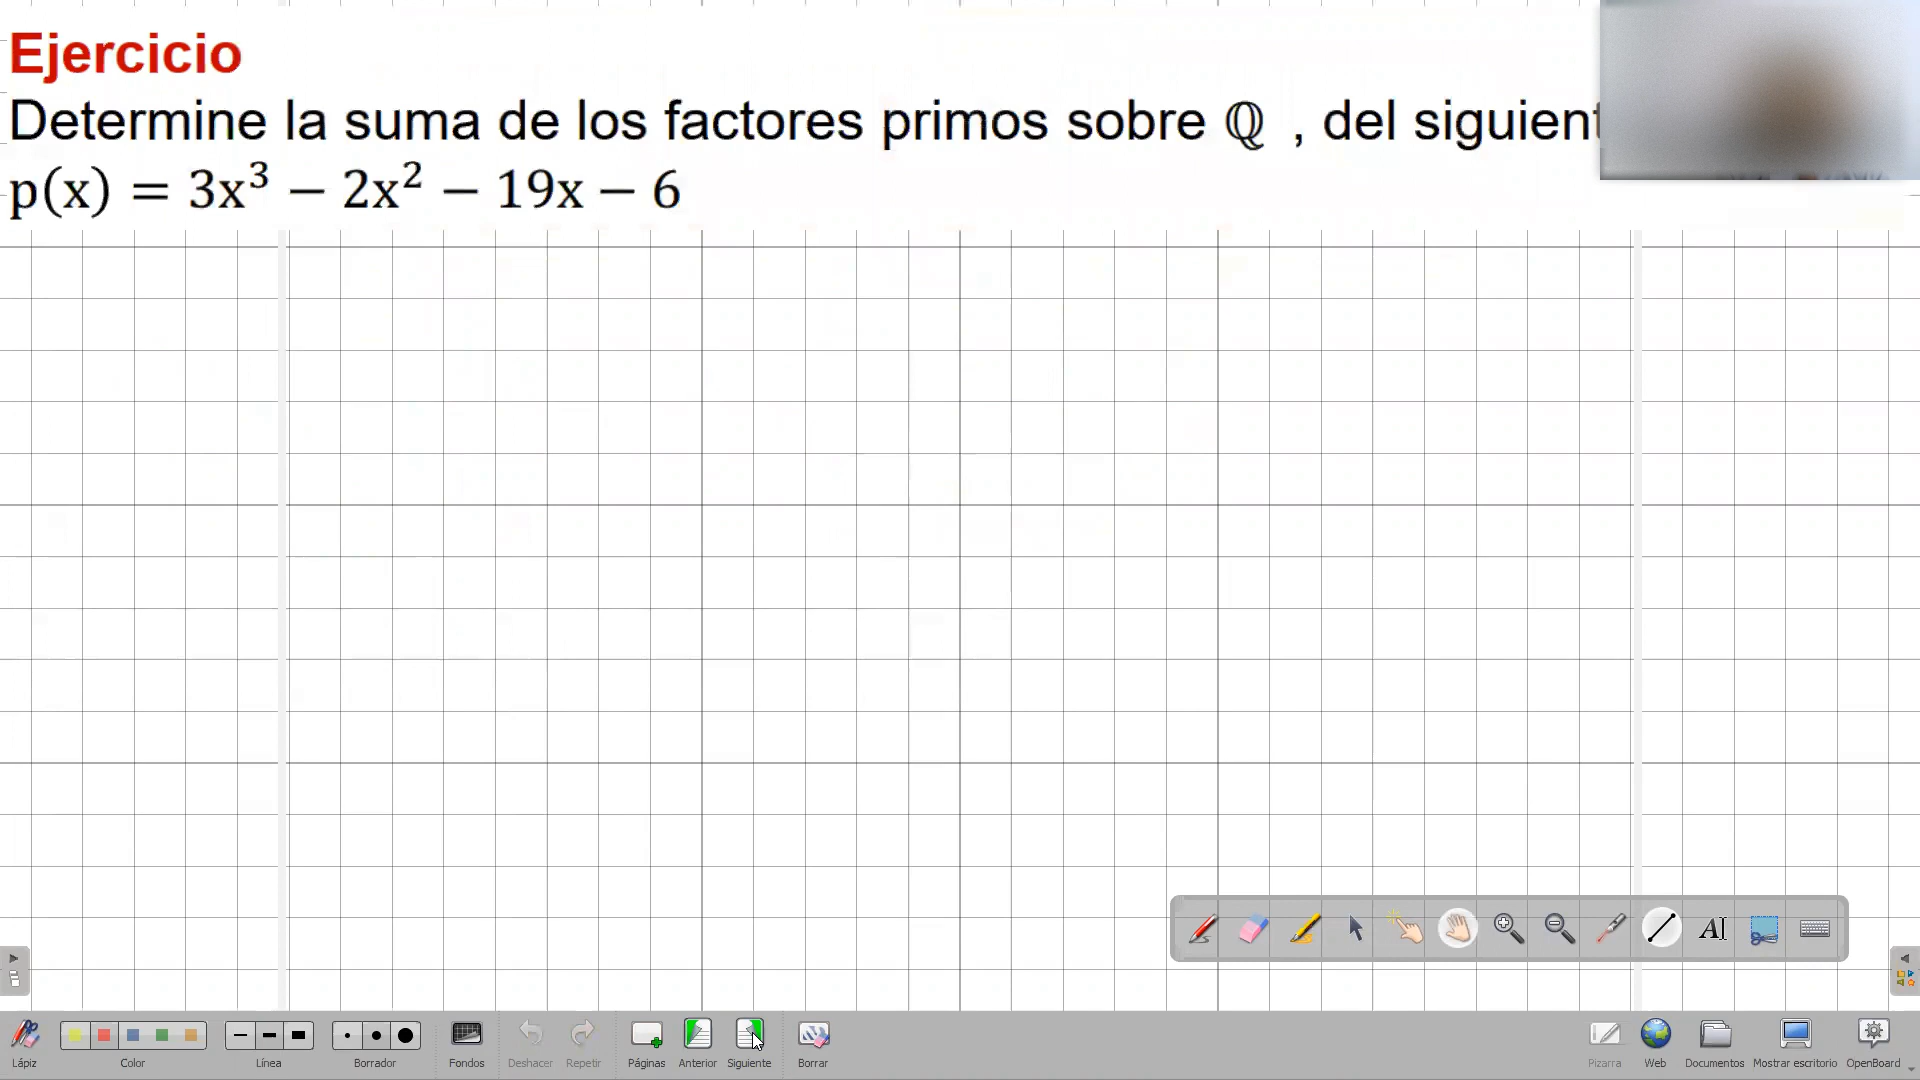 Ejercicio
Determine la suma de los factores primos sobre ℚ , del
p(x) = 3x³ − 2x² − 19x − 6
Lápiz
Color
Línea
Borrador
Fondos
Deshacer
Repetir
Páginas
Anterior
Siguiente
Borrar
Pizarra
Web
Documentos
Mostrar escritorio
OpenBoard